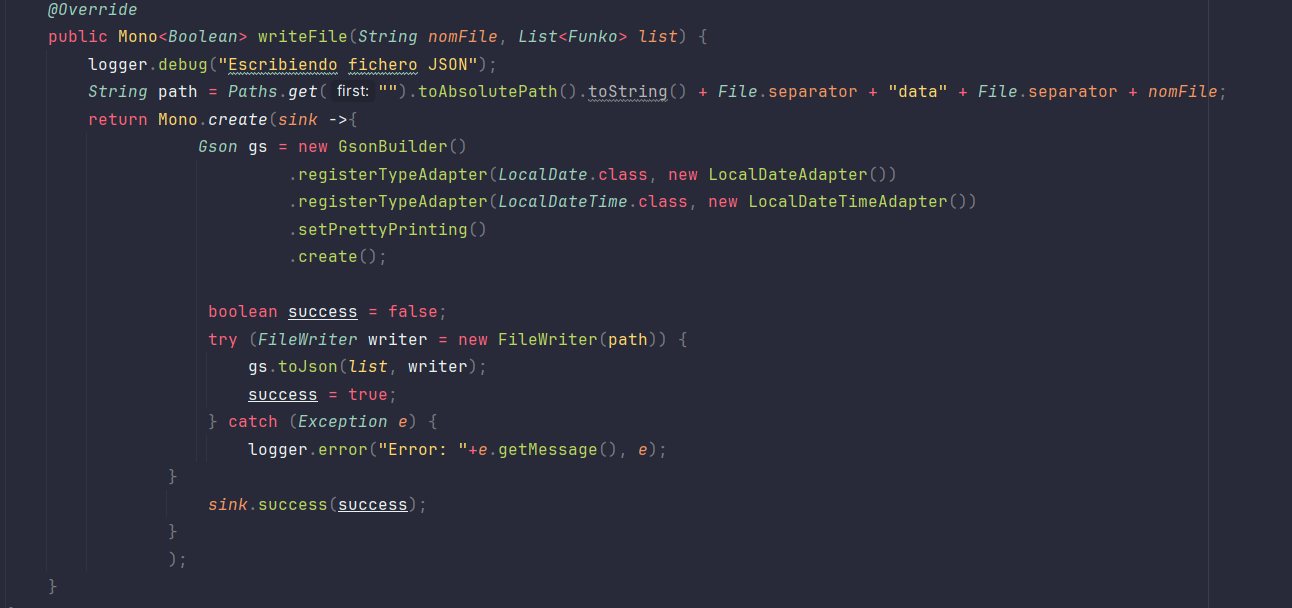 @Override
public Mono<Boolean> writeFile(String nomFile, List<Funko> list) {
logger.debug("Escribiendo fichero JSON");
String path = Paths.get( first: "").toAbsolutePath().toString() + File.separator + "data" + File.separator + nomFile;
return Mono.create(sink ->{
Gson gs = new GsonBuilder()
.registerTypeAdapter(LocalDate.class, new LocalDateAdapter())
.registerTypeAdapter(LocalDateTime.class, new LocalDateTimeAdapter())
.setPrettyPrinting()
.create();
boolean success = false;
try (FileWriter writer = new FileWriter(path)) {
gs.toJson(list, writer);
success = true;
} catch (Exception e) {
logger.error("Error: "+e.getMessage(), e);
}
sink.success(success);
}
);
}